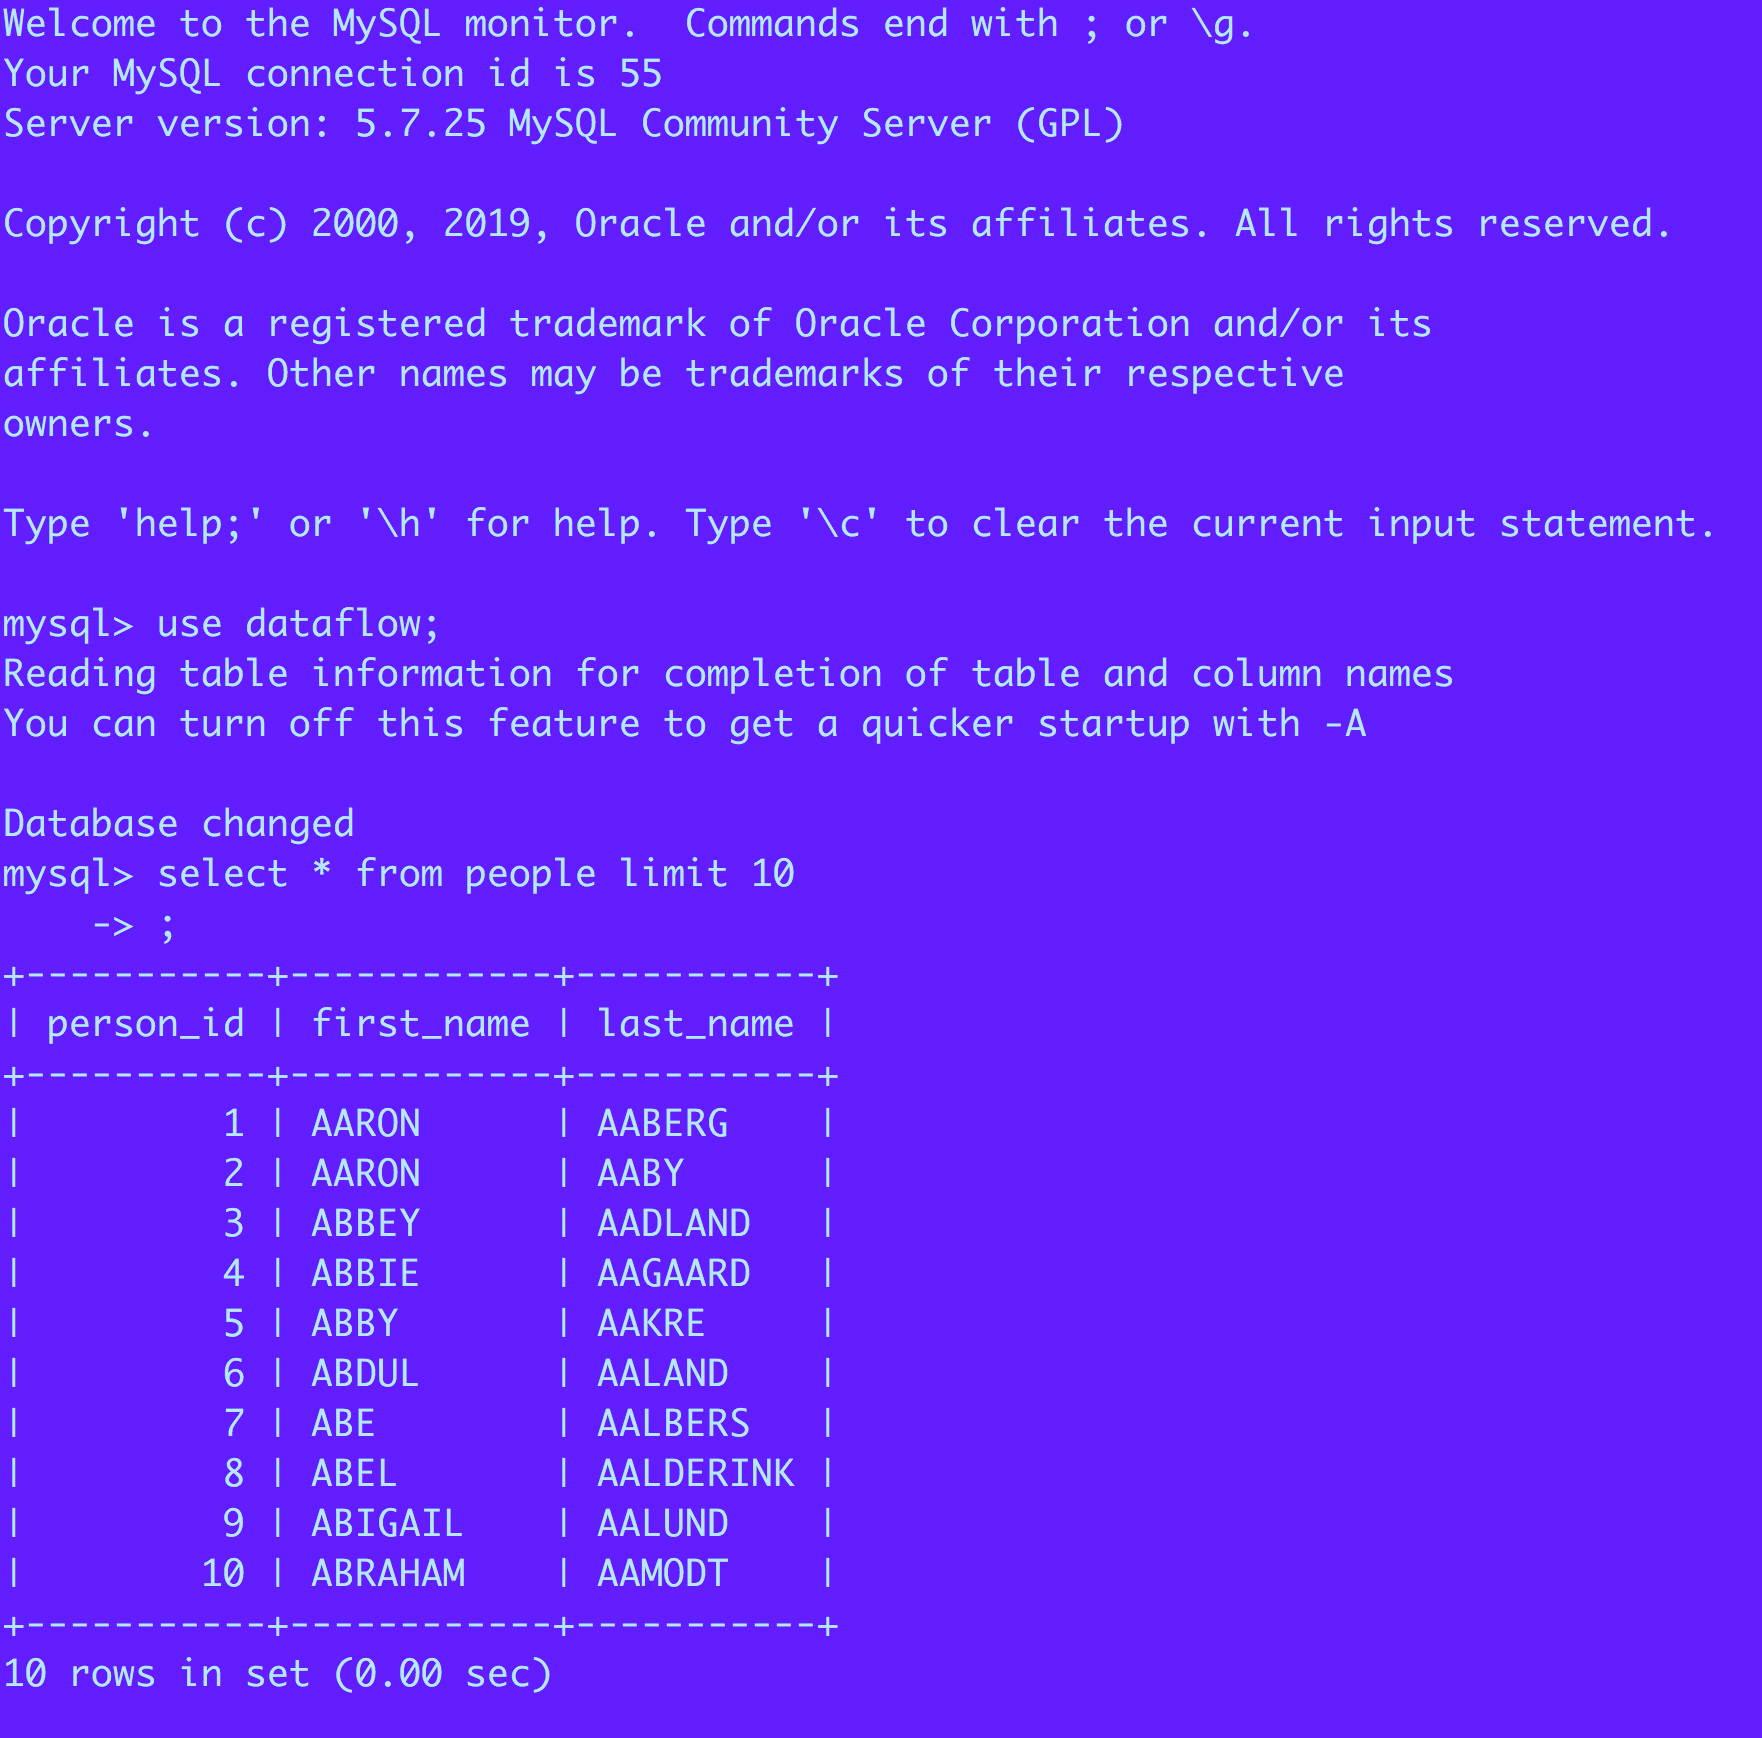 Welcome to the MySQL monitor.  Commands end with ; or \g.
Your MySQL connection id is 55
Server version: 5.7.25 MySQL Community Server (GPL)

Copyright (c) 2000, 2019, Oracle and/or its affiliates. All rights reserved.

Oracle is a registered trademark of Oracle Corporation and/or its
affiliates. Other names may be trademarks of their respective
owners.

Type 'help;' or '\h' for help. Type '\c' to clear the current input statement.

mysql> use dataflow;
Reading table information for completion of table and column names
You can turn off this feature to get a quicker startup with -A

Database changed
mysql> select * from people limit 10
    -> ;
+-----------+------------+-----------+
| person_id | first_name | last_name |
+-----------+------------+-----------+
|         1 | AARON      | AABERG    |
|         2 | AARON      | AABY      |
|         3 | ABBEY      | AADLAND   |
|         4 | ABBIE      | AAGAARD   |
|         5 | ABBY       | AAKRE     |
|         6 | ABDUL      | AALAND    |
|         7 | ABE        | AALBERS   |
|         8 | ABEL       | AALDERINK |
|         9 | ABIGAIL    | AALUND    |
|        10 | ABRAHAM    | AAMODT    |
+-----------+------------+-----------+
10 rows in set (0.00 sec)